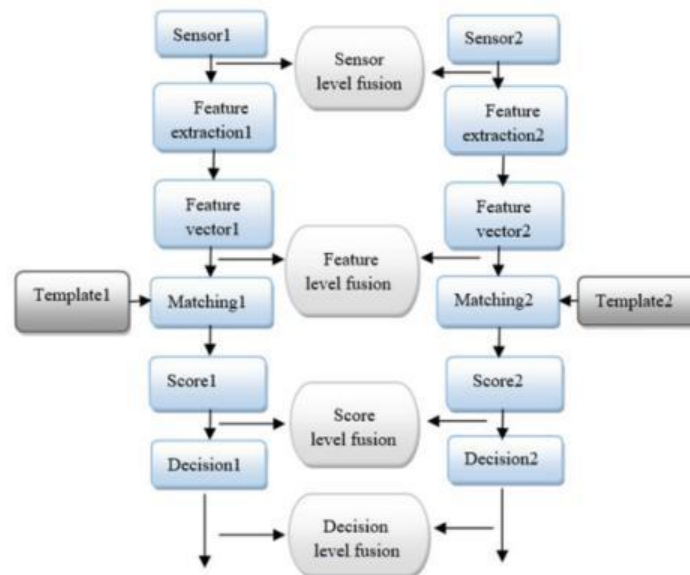 Sensor1
Sensor
level fusion
Sensor2
Feature
extraction1
Feature
extraction2
Feature
vector1
Feature
vector2
Feature
level fusion
Template1
Matching1
Matching2
Template2
Score1
Score2
Score
level fusion
Decision1
Decision2
Decision
level fusion